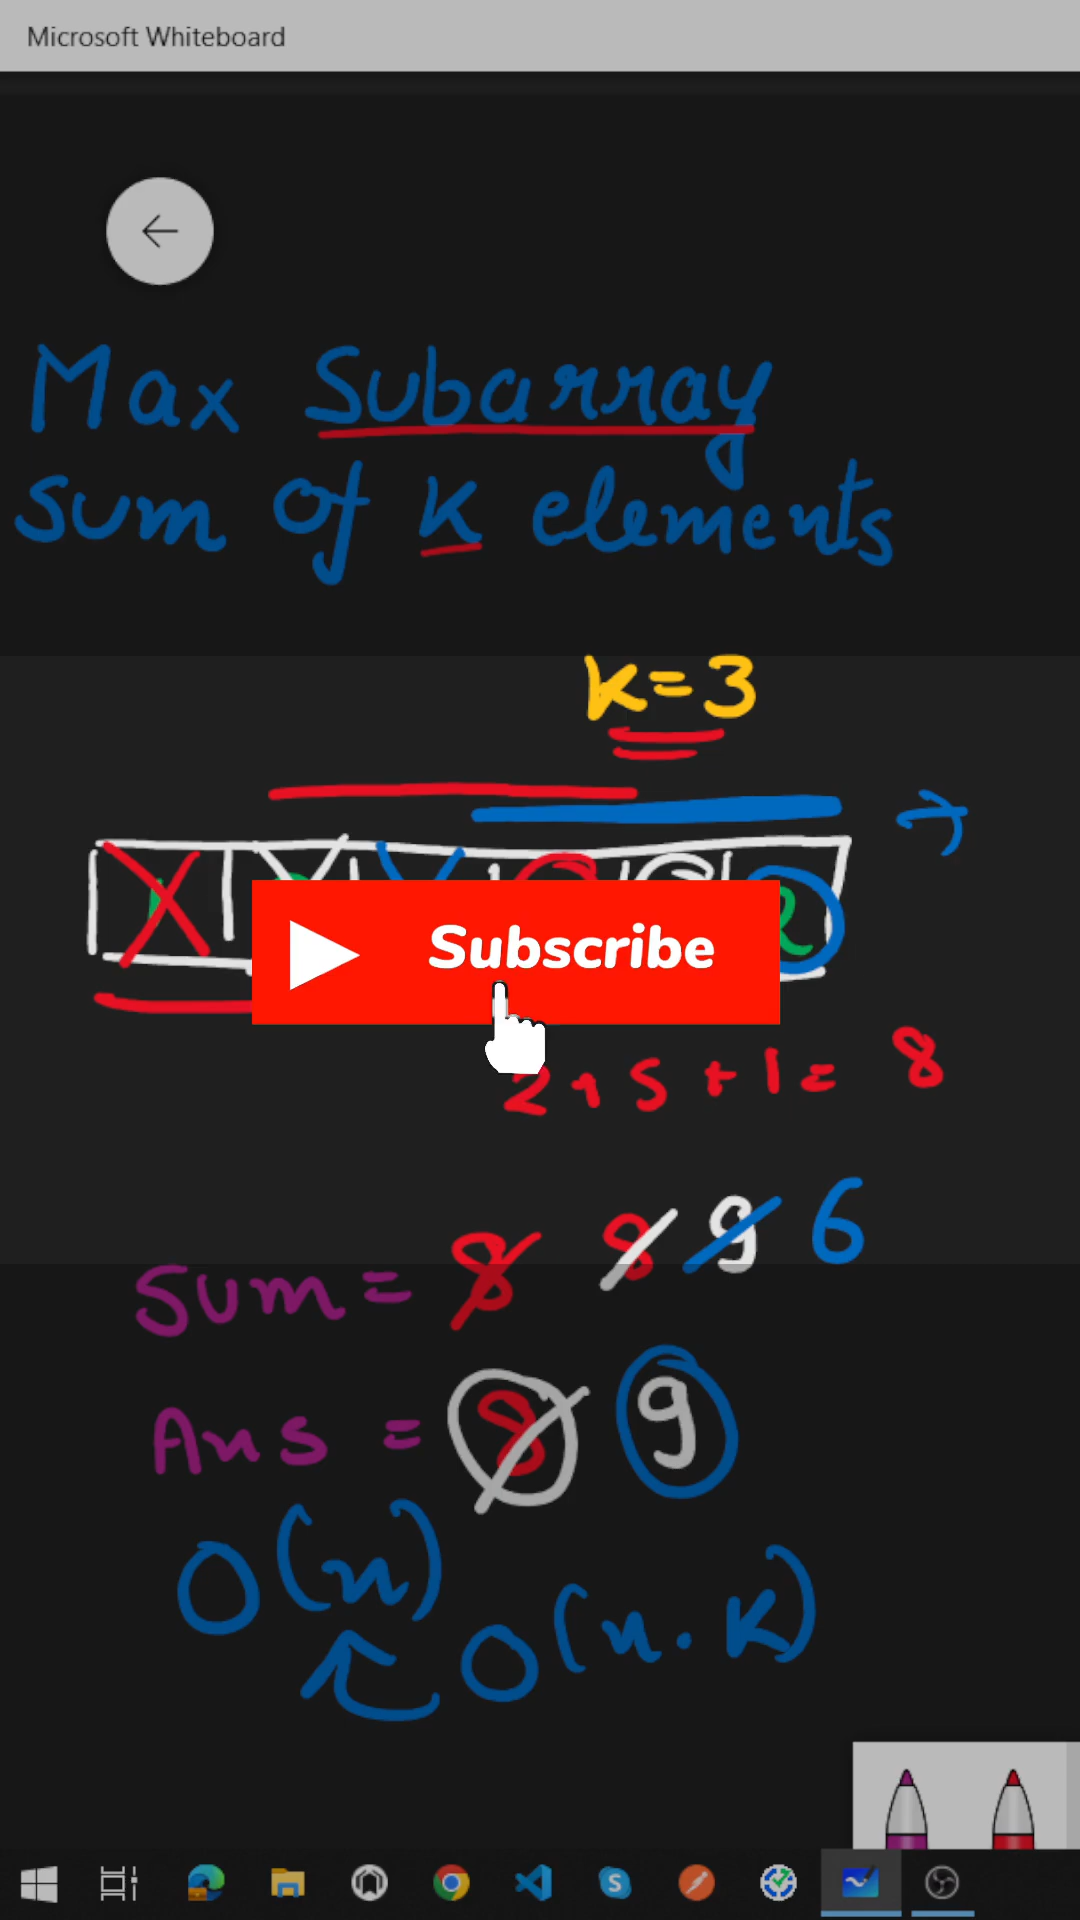 Microsoft Whiteboard
Max Subarray
sum of k elements
k=3
2
Subscribe
2+5+1= 8
Sum = 8 8 9 6
Ans = 8 9
O(n)
O(n.k)